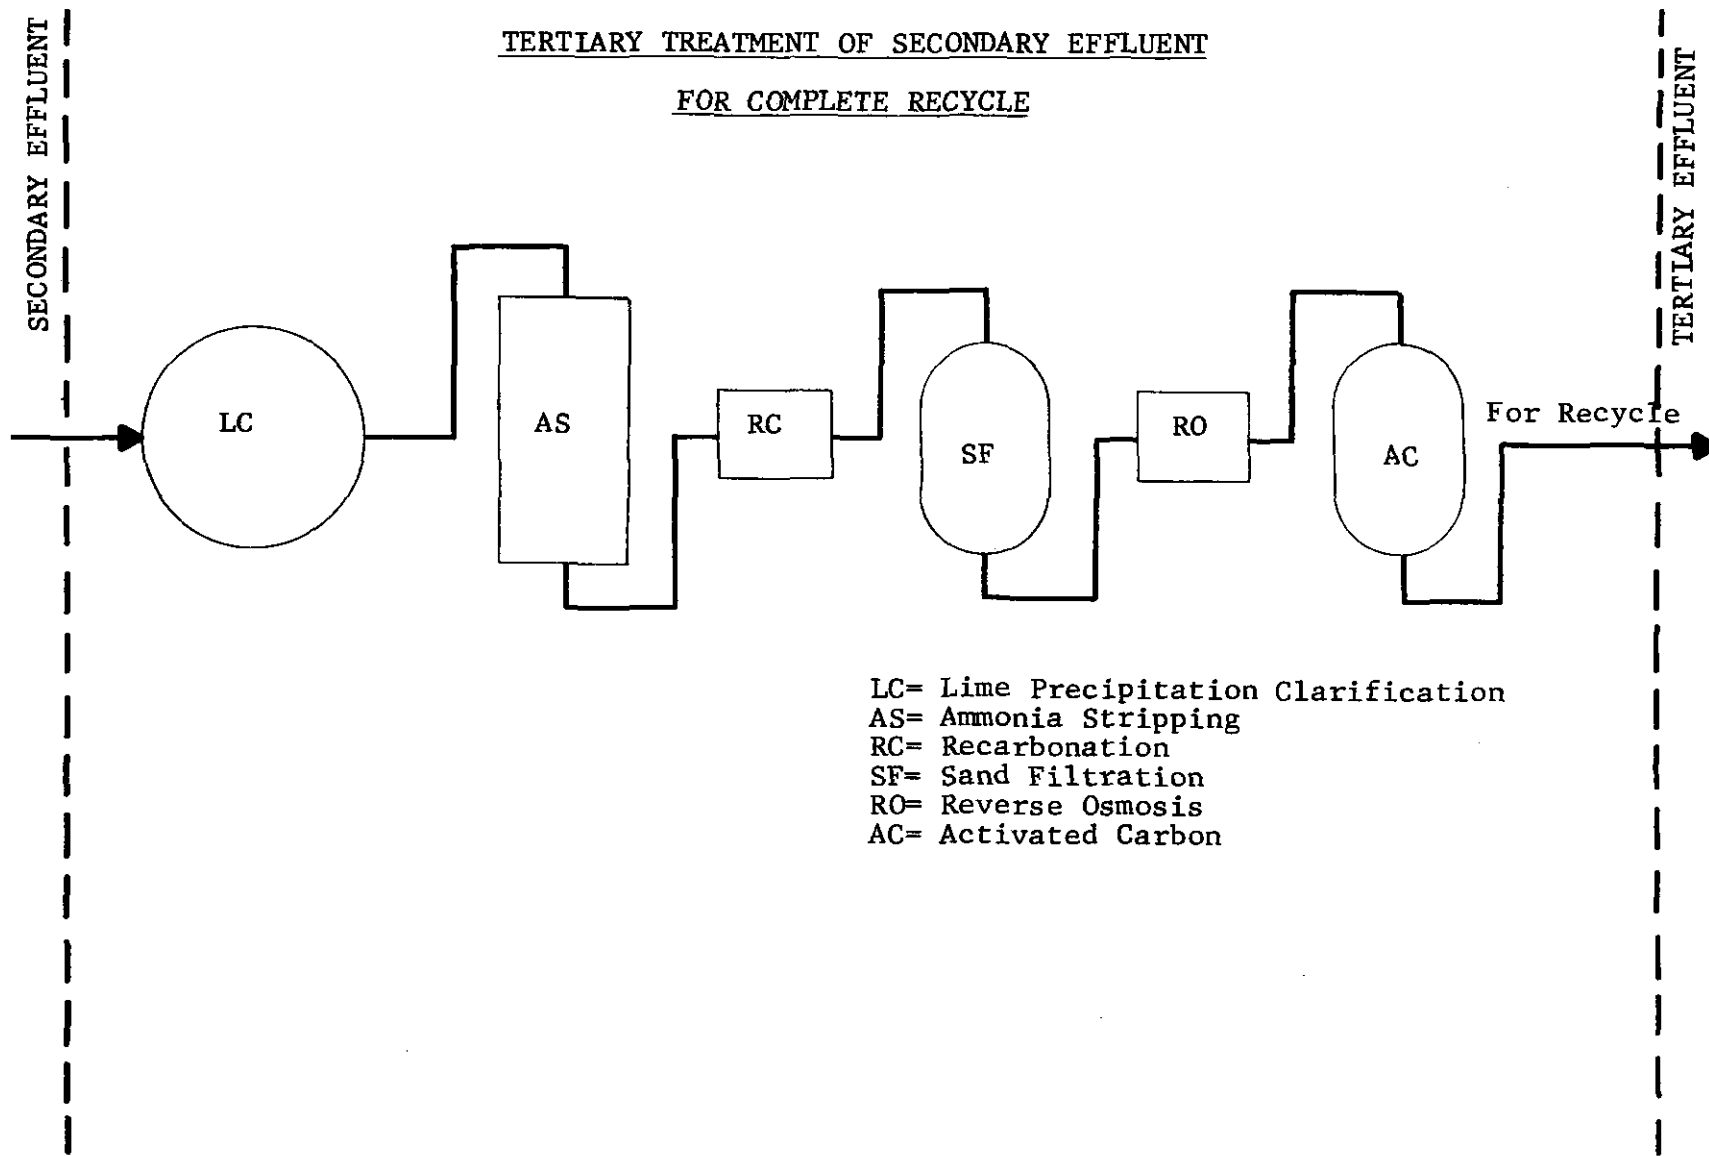 TERTIARY TREATMENT OF SECONDARY EFFLUENT
FOR COMPLETE RECYCLE
SECONDARY EFFLUENT
TERTIARY EFFLUENT
LC
AS
RC
SF
RO
AC
For Recycle
LC= Lime Precipitation Clarification
AS= Ammonia Stripping
RC= Recarbonation
SF= Sand Filtration
RO= Reverse Osmosis
AC= Activated Carbon